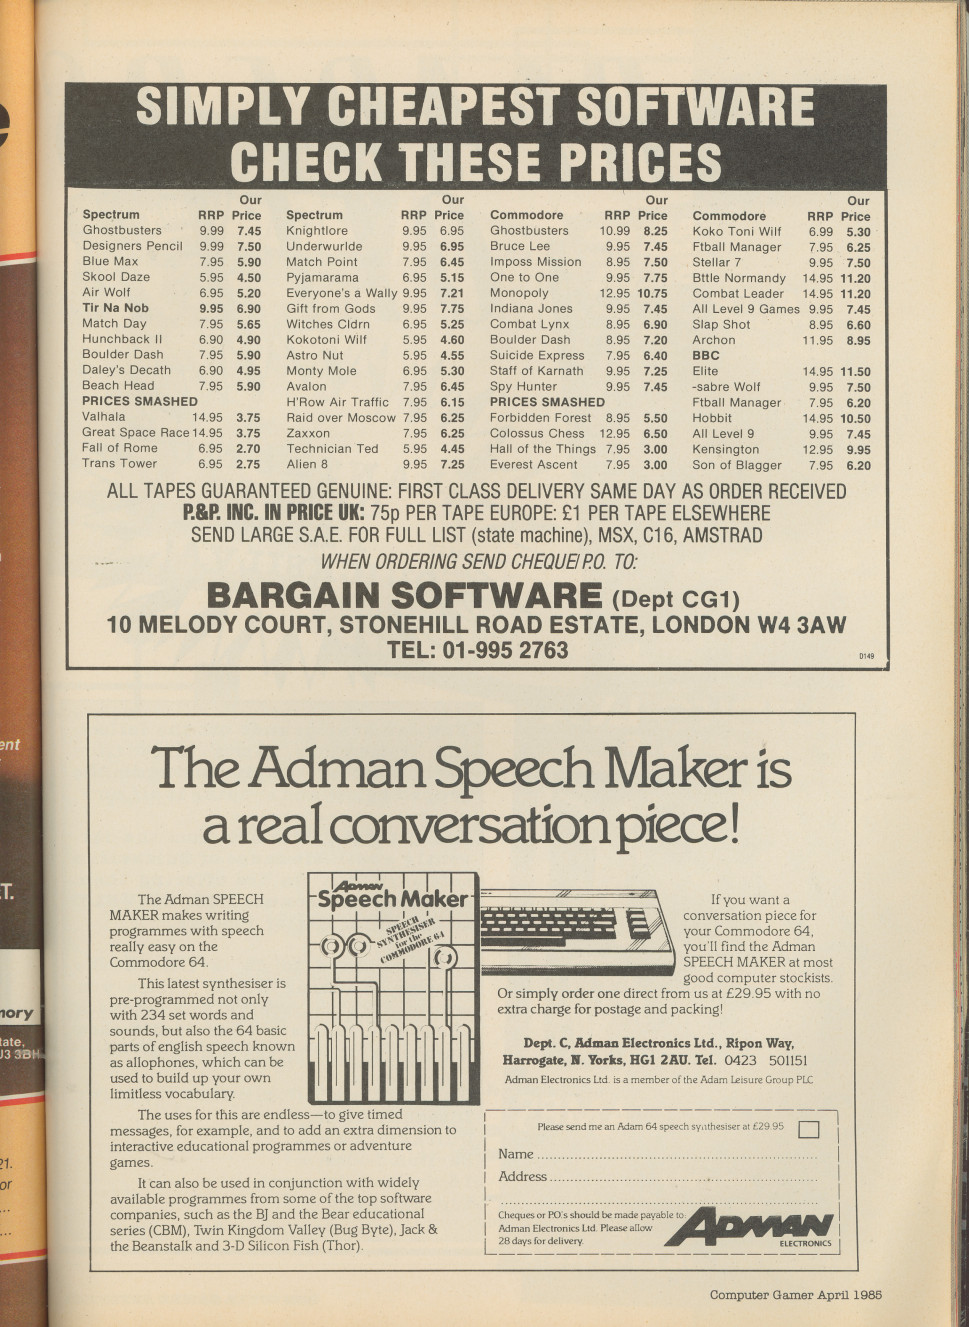 SIMPLY CHEAPEST SOFTWARE
CHECK THESE PRICES
Spectrum RRP Our Price
Ghostbusters 9.99 7.45
Designers Pencil 9.99 7.50
Blue Max 7.95 5.90
Skool Daze 5.95 4.50
Air Wolf 6.95 5.20
Tir Na Nob 9.95 6.90
Match Day 7.95 5.65
Hunchback II 6.90 4.90
Boulder Dash 7.95 5.90
Daley's Decath 6.90 4.95
Beach Head 7.95 5.90
PRICES SMASHED
Valhala 14.95 3.75
Great Space Race 14.95 3.75
Fall of Rome 6.95 2.70
Trans Tower 6.95 2.75
Spectrum RRP Our Price
Knightlore 9.95 6.95
Underwurlde 9.95 6.95
Match Point 7.95 6.45
Pyjamarama 6.95 5.15
Everyone's a Wally 9.95 7.21
Gift from Gods 9.95 7.75
Witches Cldrn 6.95 5.25
Kokotoni Wilf 5.95 4.60
Astro Nut 5.95 4.55
Monty Mole 6.95 5.30
Avalon 7.95 6.45
H'Row Air Traffic 7.95 6.15
Raid over Moscow 7.95 6.25
Zaxxon 7.95 6.25
Technician Ted 5.95 4.45
Alien 8 9.95 7.25
Commodore RRP Our Price
Ghostbusters 10.99 8.25
Bruce Lee 9.95 7.45
Imposs Mission 8.95 7.50
One to One 9.95 7.75
Monopoly 12.95 10.75
Indiana Jones 9.95 7.45
Combat Lynx 8.95 6.90
Boulder Dash 8.95 7.20
Suicide Express 7.95 6.40
Staff of Karnath 9.95 7.25
Spy Hunter 9.95 7.45
PRICES SMASHED
Forbidden Forest 8.95 5.50
Colossus Chess 12.95 6.50
Hall of the Things 7.95 3.00
Everest Ascent 7.95 3.00
Commodore RRP Our Price
Koko Toni Wilf 6.99 5.30
Ftball Manager 7.95 6.25
Stellar 7 9.95 7.50
Bttle Normandy 14.95 11.20
Combat Leader 14.95 11.20
All Level 9 Games 9.95 7.45
Slap Shot 8.95 6.60
Archon 11.95 8.95
BBC
Elite 14.95 11.50
-sabre Wolf 9.95 7.50
Ftball Manager 7.95 6.20
Hobbit 14.95 10.50
All Level 9 9.95 7.45
Kensington 12.95 9.95
Son of Blagger 7.95 6.20
ALL TAPES GUARANTEED GENUINE: FIRST CLASS DELIVERY SAME DAY AS ORDER RECEIVED
P.&P. INC. IN PRICE UK: 75p PER TAPE EUROPE: £1 PER TAPE ELSEWHERE
SEND LARGE S.A.E. FOR FULL LIST (state machine), MSX, C16, AMSTRAD
WHEN ORDERING SEND CHEQUE/P.O. TO:
BARGAIN SOFTWARE (Dept CG1)
10 MELODY COURT, STONEHILL ROAD ESTATE, LONDON W4 3AW
TEL: 01-995 2763
D149
The Adman Speech Maker is
a real conversation piece!
The Adman SPEECH
MAKER makes writing
programmes with speech
really easy on the
Commodore 64.
This latest synthesiser is
pre-programmed not only
with 234 set words and
sounds, but also the 64 basic
parts of english speech known
as allophones, which can be
used to build up your own
limitless vocabulary.
The uses for this are endless—to give timed
messages, for example, and to add an extra dimension to
interactive educational programmes or adventure
games.
It can also be used in conjunction with widely
available programmes from some of the top software
companies, such as the BJ and the Bear educational
series (CBM), Twin Kingdom Valley (Bug Byte), Jack &
the Beanstalk and 3-D Silicon Fish (Thor).
ADMAN
Speech Maker
SPEECH
SYNTHESISER
for the
COMMODORE 64
If you want a
conversation piece for
your Commodore 64,
you'll find the Adman
SPEECH MAKER at most
good computer stockists.
Or simply order one direct from us at £29.95 with no
extra charge for postage and packing!
Dept. C, Adman Electronics Ltd., Ripon Way,
Harrogate, N. Yorks, HG1 2AU. Tel. 0423 501151
Adman Electronics Ltd. is a member of the Adam Leisure Group PLC
Please send me an Adam 64 speech synthesiser at £29.95
Name
Address
Cheques or P.O.'s should be made payable to:
Adman Electronics Ltd. Please allow
28 days for delivery.
ADMAN
ELECTRONICS
Computer Gamer April 1985